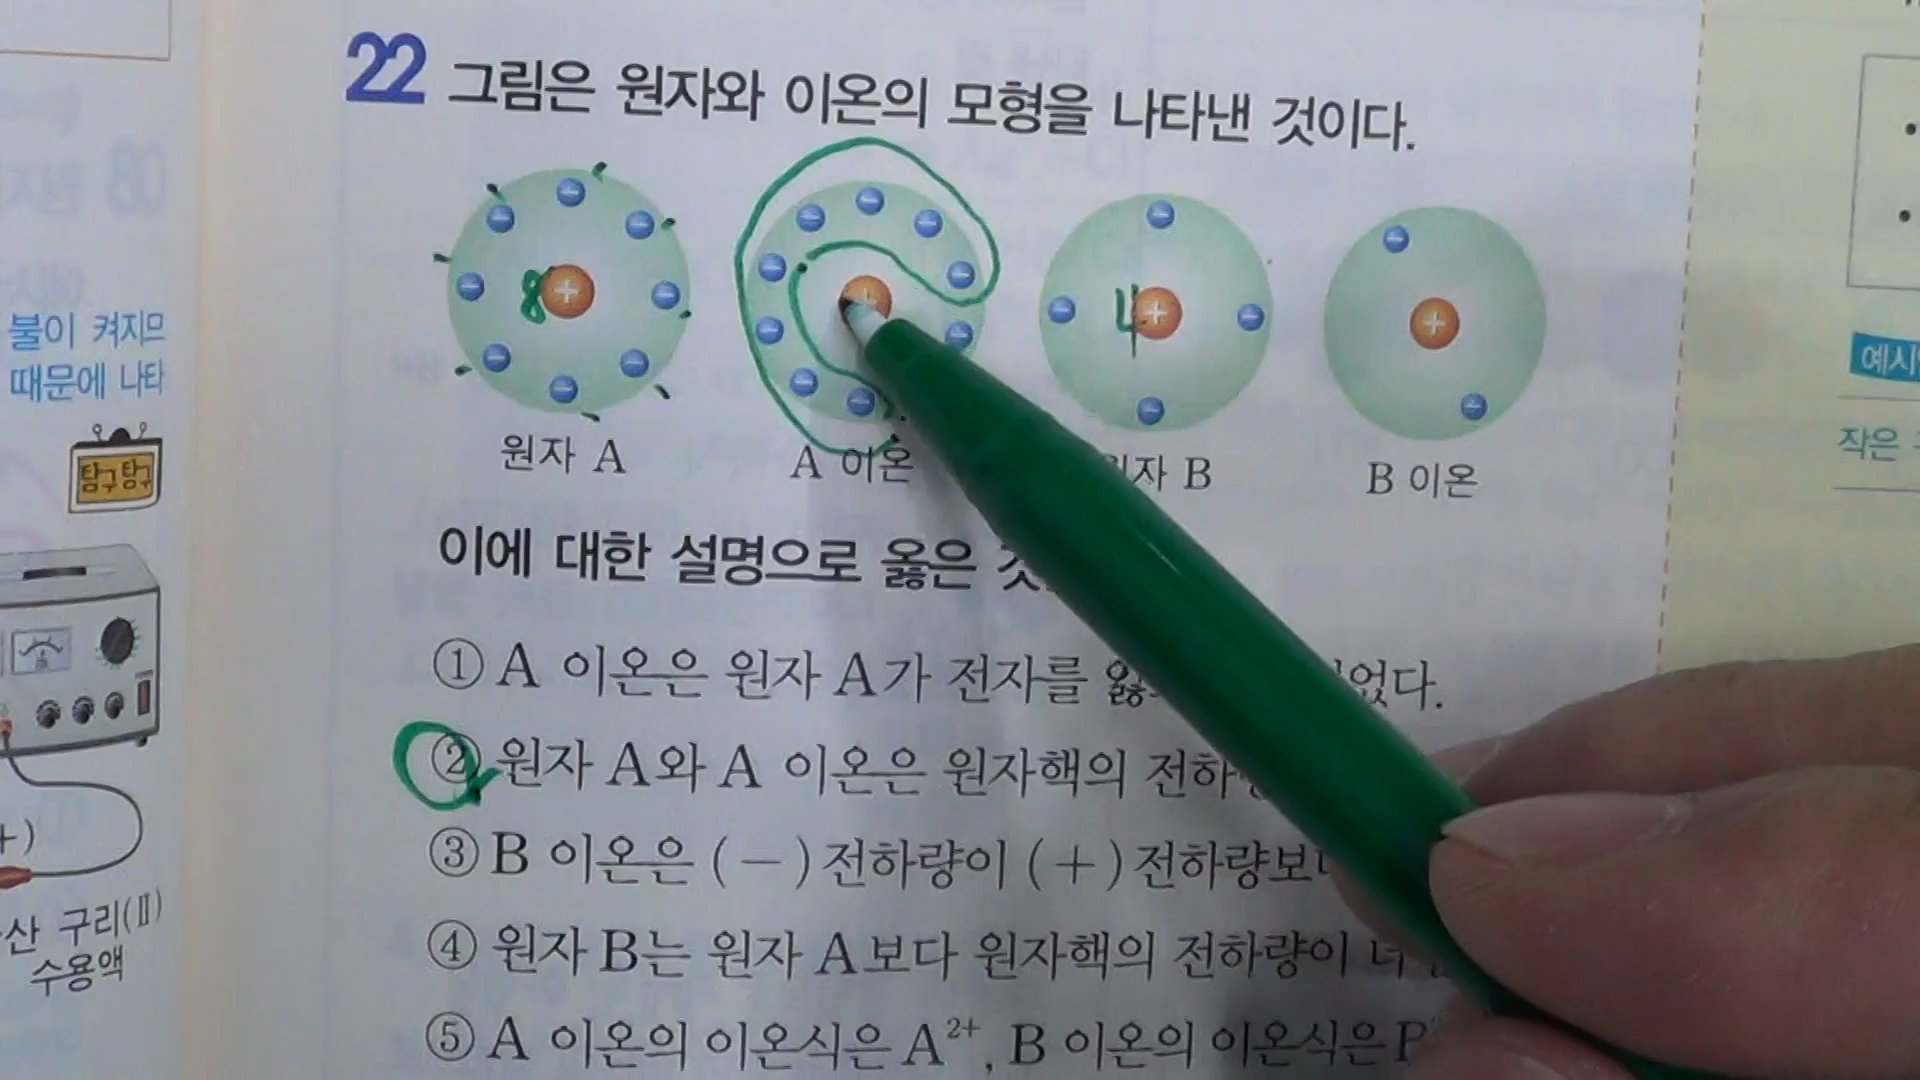 22 그림은 원자와 이온의 모형을 나타낸 것이다.
8
4
원자 A
A 이온
원자 B
B 이온
이에 대한 설명으로 옳은 것
① A 이온은 원자 A가 전자를 잃 었다.
② 원자 A와 A 이온은 원자핵의 전하
③ B 이온은 (－) 전하량이 (＋) 전하량보
④ 원자 B는 원자 A보다 원자핵의 전하량이 더
⑤ A 이온의 이온식은 A²⁺, B 이온의 이온식은
불이 켜지므
때문에 나타
탐구탐구
+)
산 구리(Ⅱ)
수용액
예시
작은